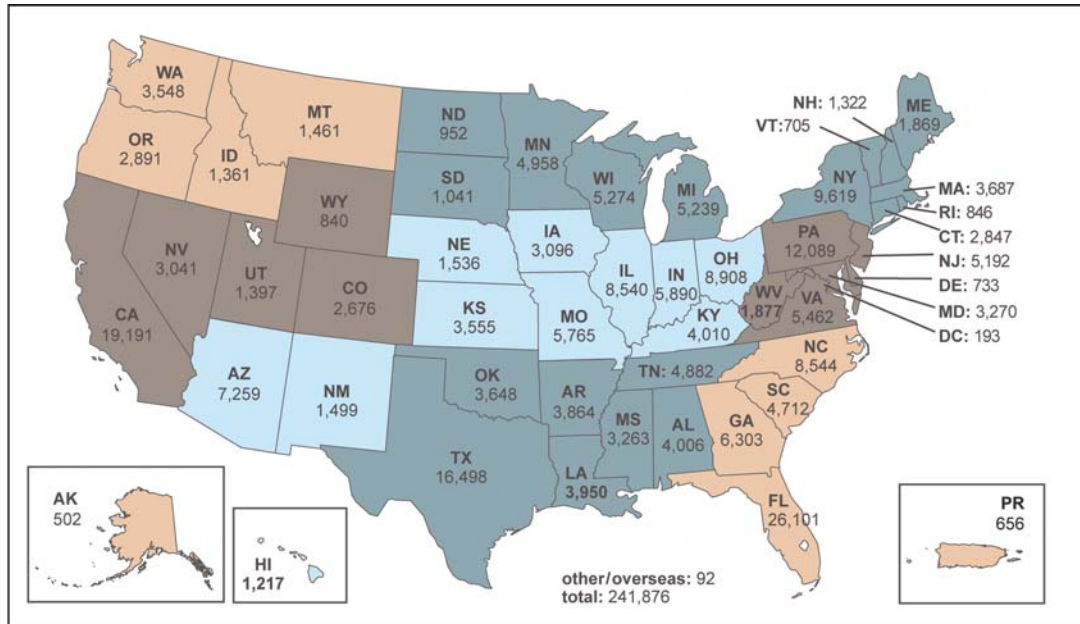 WA
3,548
MT
1,461
ND
952
MN
4,958
NH: 1,322
ME
1,869
VT:705
OR
2,891
ID
1,361
SD
1,041
WI
5,274
MI
5,239
NY
9,619
MA: 3,687
RI: 846
CT: 2,847
NJ: 5,192
DE: 733
MD: 3,270
DC: 193
WY
840
NE
1,536
IA
3,096
PA
12,089
NV
3,041
UT
1,397
CO
2,676
IL
8,540
IN
5,890
OH
8,908
WV
1,877
VA
5,462
CA
19,191
KS
3,555
MO
5,765
KY
4,010
AZ
7,259
NM
1,499
OK
3,648
AR
3,864
TN: 4,882
NC
8,544
SC
4,712
TX
16,498
LA
3,950
MS
3,263
AL
4,006
GA
6,303
FL
26,101
AK
502
HI
1,217
other/overseas: 92
total: 241,876
PR
656